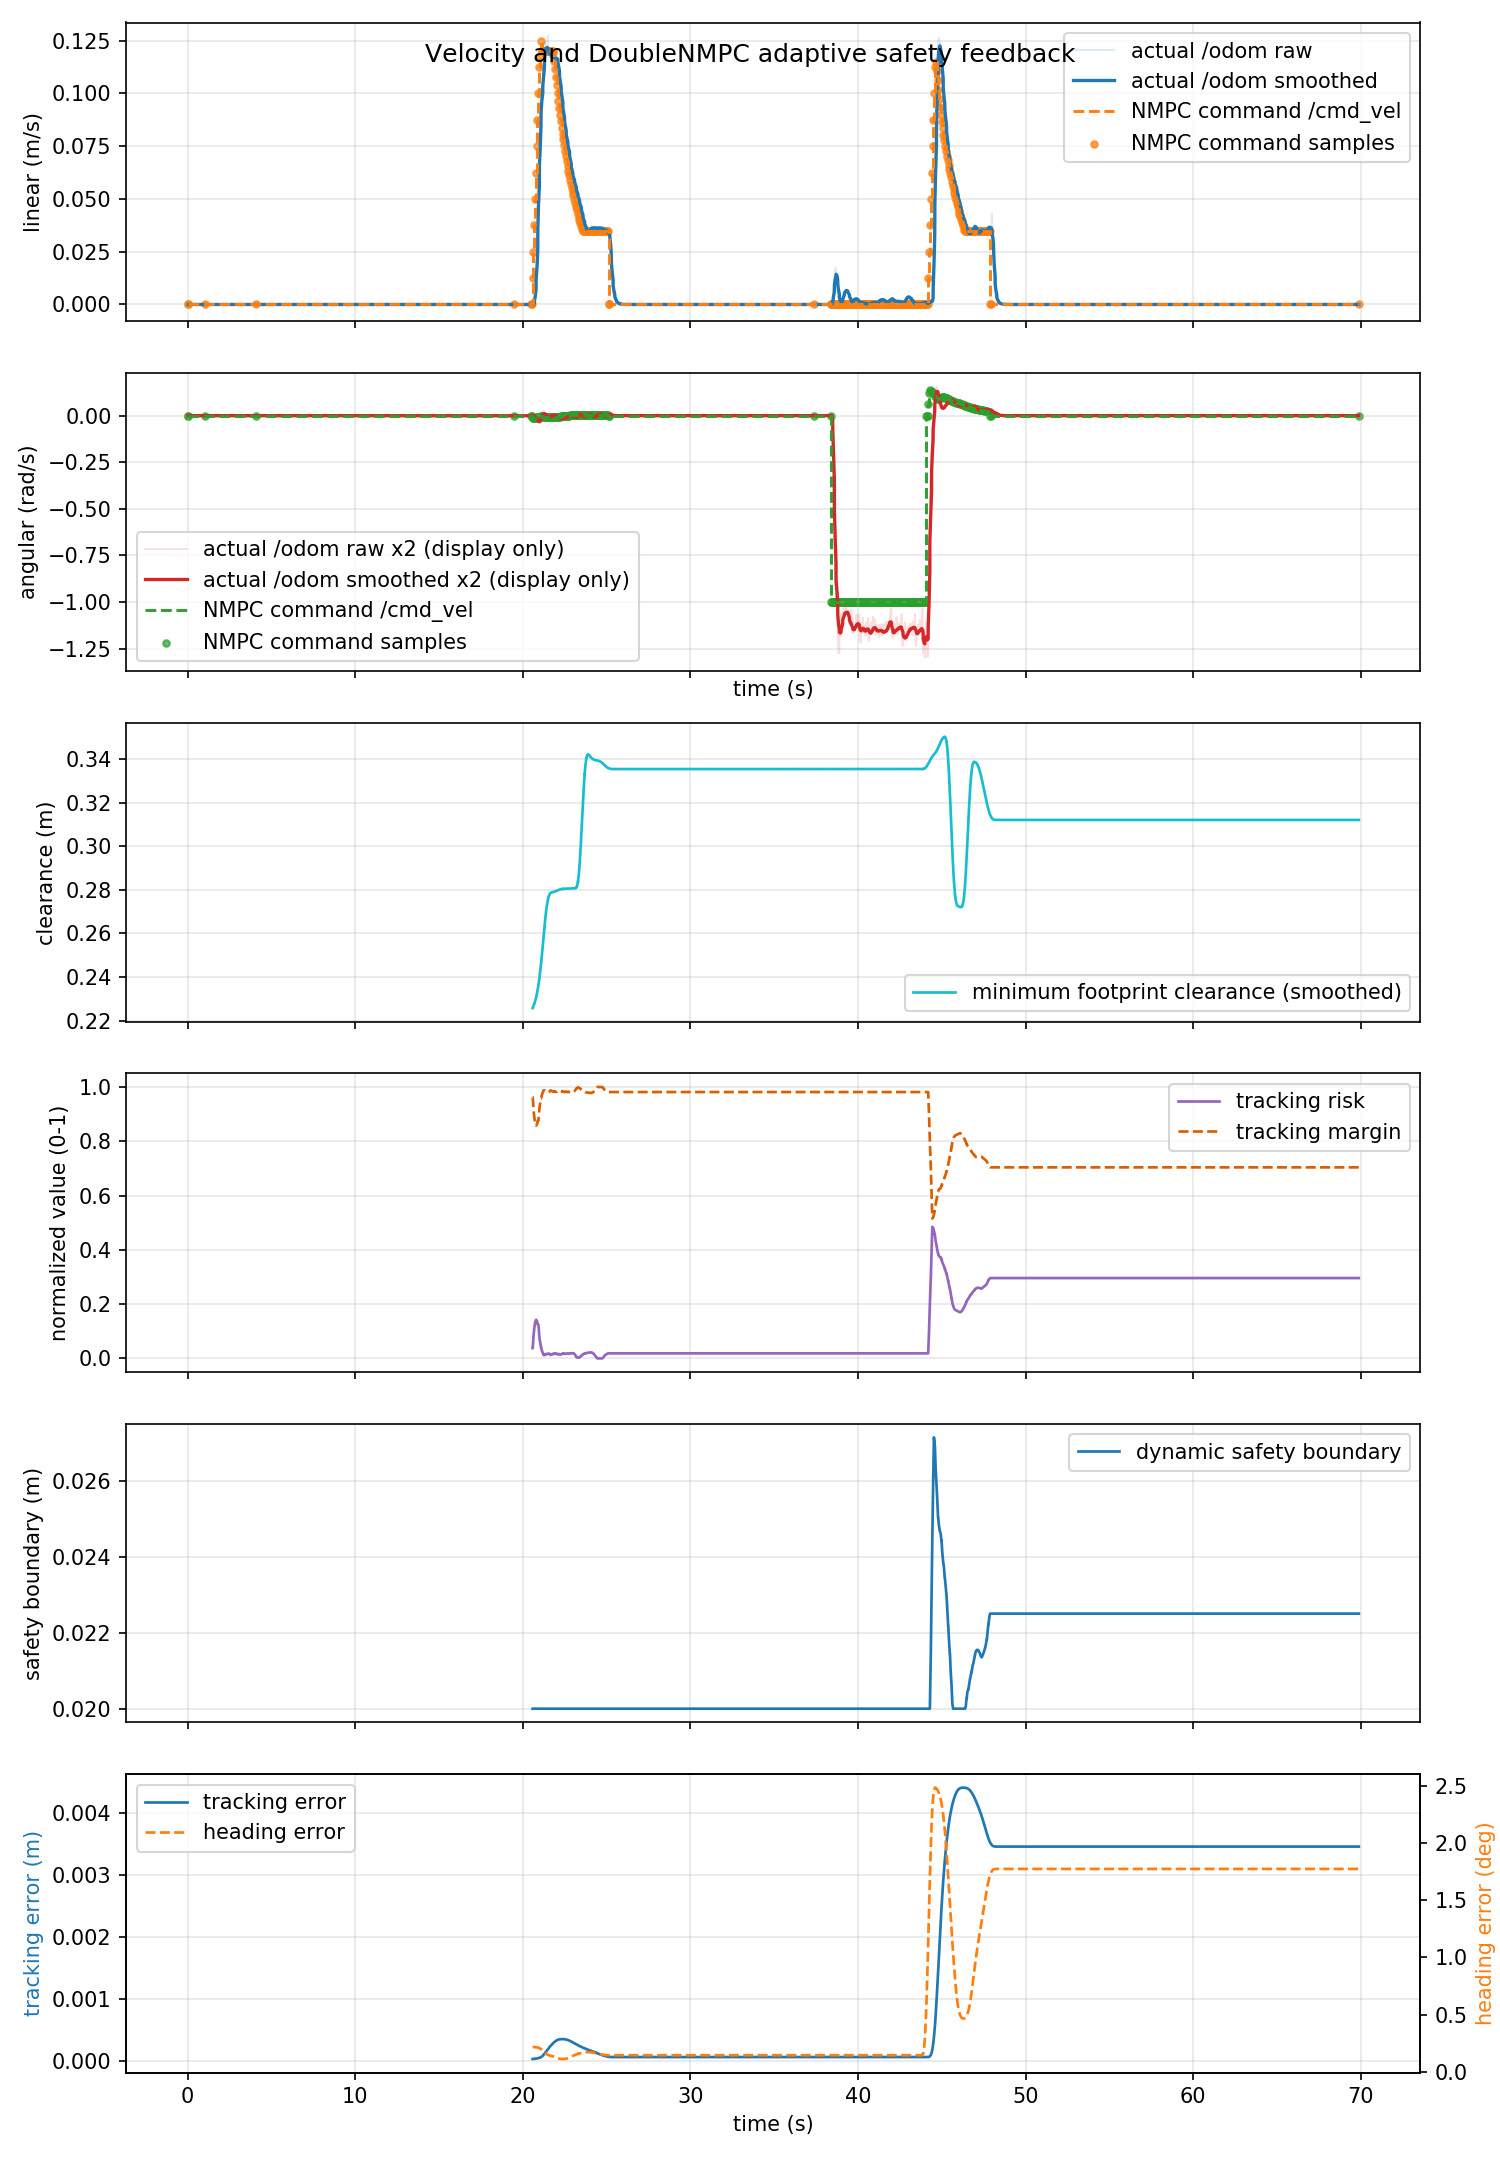 Velocity and DoubleNMPC adaptive safety feedback
linear (m/s)
0.125
0.100
0.075
0.050
0.025
0.000
actual /odom raw
actual /odom smoothed
NMPC command /cmd_vel
NMPC command samples
angular (rad/s)
0.00
−0.25
−0.50
−0.75
−1.00
−1.25
actual /odom raw x2 (display only)
actual /odom smoothed x2 (display only)
NMPC command /cmd_vel
NMPC command samples
time (s)
clearance (m)
0.34
0.32
0.30
0.28
0.26
0.24
0.22
minimum footprint clearance (smoothed)
normalized value (0-1)
1.0
0.8
0.6
0.4
0.2
0.0
tracking risk
tracking margin
safety boundary (m)
0.026
0.024
0.022
0.020
dynamic safety boundary
tracking error (m)
0.004
0.003
0.002
0.001
0.000
tracking error
heading error
2.5
2.0
1.5
1.0
0.5
0.0
heading error (deg)
0 10 20 30 40 50 60 70
time (s)